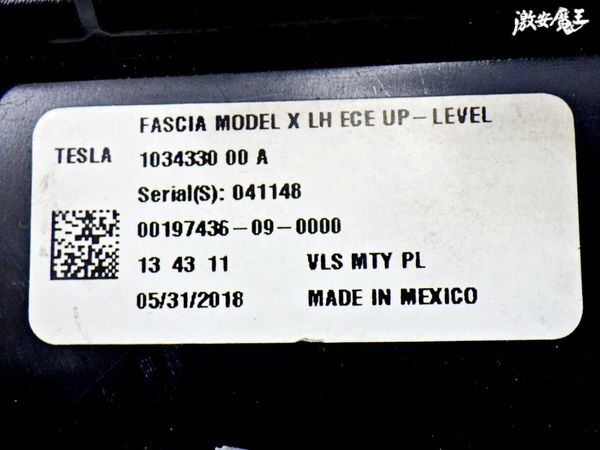 激安魔王
FASCIA MODEL X LH ECE UP-LEVEL
TESLA 1034330 00 A
Serial(S): 041148
00197436-09-0000
13 43 11 VLS MTY PL
05/31/2018 MADE IN MEXICO